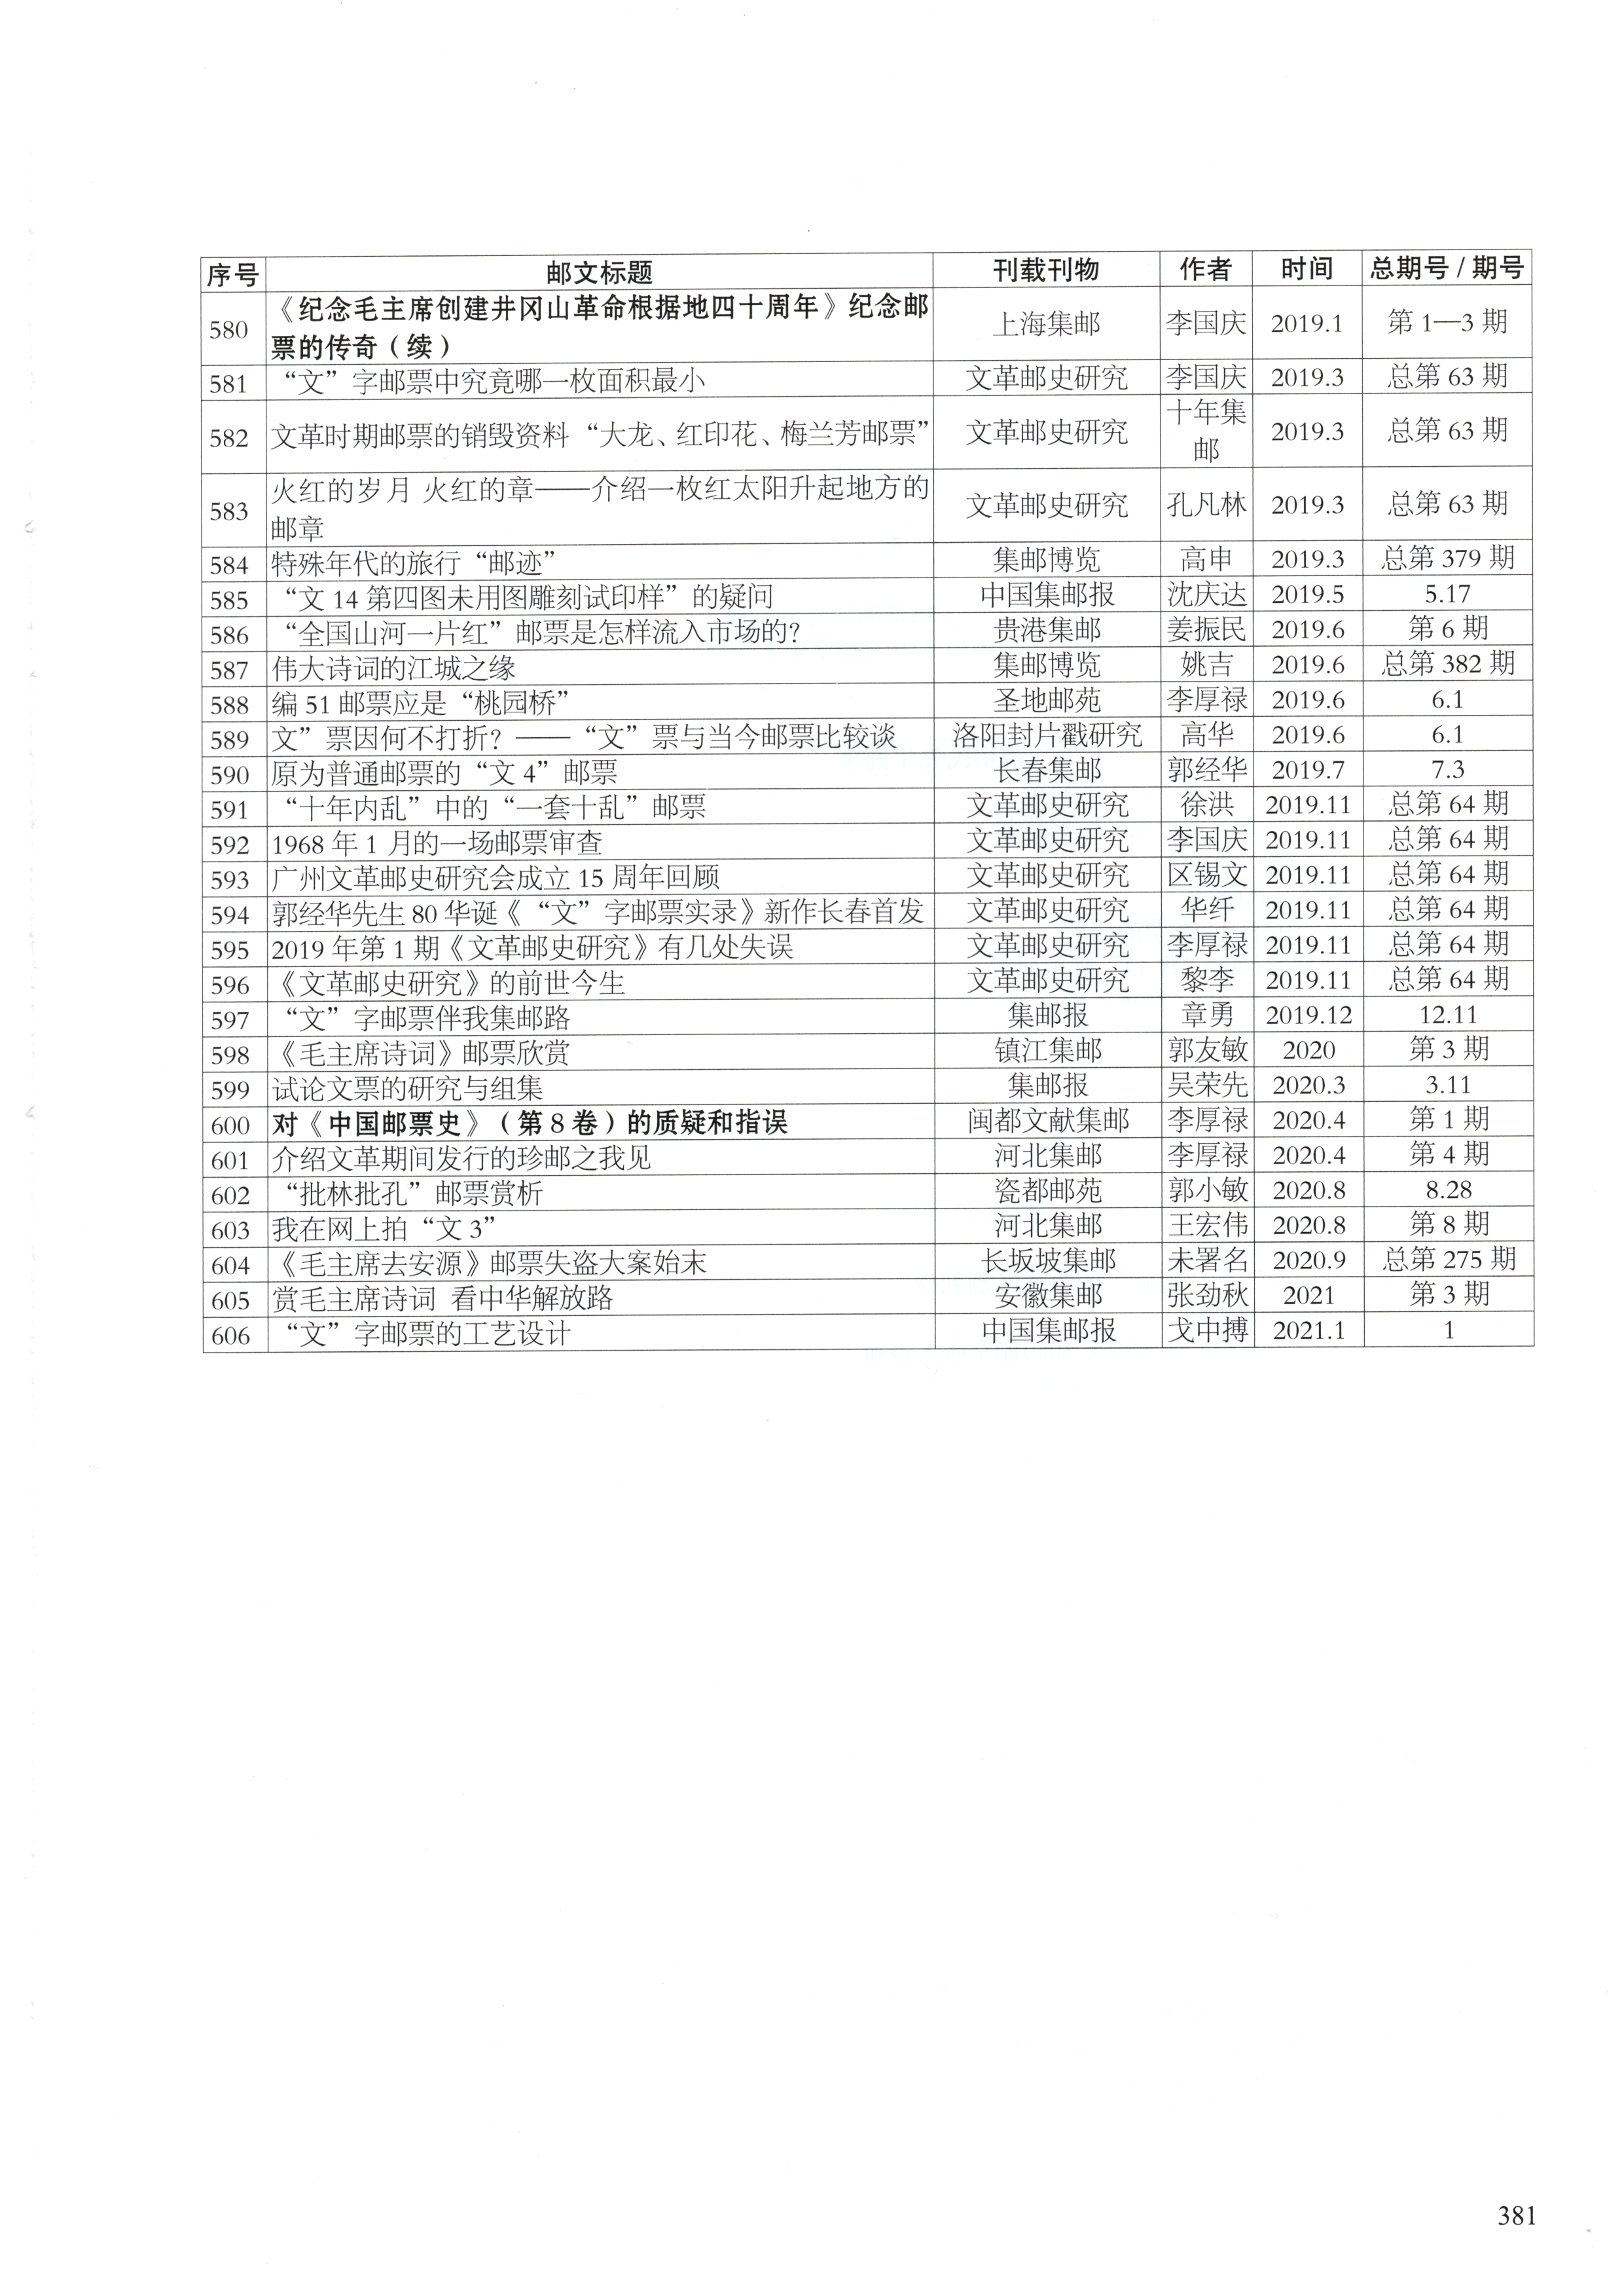 序号 邮文标题 刊载刊物 作者 时间 总期号 / 期号
580 《纪念毛主席创建井冈山革命根据地四十周年》纪念邮
票的传奇（续） 上海集邮 李国庆 2019.1 第 1—3 期
581 “文”字邮票中究竟哪一枚面积最小 文革邮史研究 李国庆 2019.3 总第 63 期
582 文革时期邮票的销毁资料 “大龙、红印花、梅兰芳邮票” 文革邮史研究 十年集
邮 2019.3 总第 63 期
583 火红的岁月 火红的章——介绍一枚红太阳升起地方的
邮章 文革邮史研究 孔凡林 2019.3 总第 63 期
584 特殊年代的旅行“邮迹” 集邮博览 高申 2019.3 总第 379 期
585 “文 14 第四图未用图雕刻试印样”的疑问 中国集邮报 沈庆达 2019.5 5.17
586 “全国山河一片红”邮票是怎样流入市场的? 贵港集邮 姜振民 2019.6 第 6 期
587 伟大诗词的江城之缘 集邮博览 姚吉 2019.6 总第 382 期
588 编 51 邮票应是“桃园桥” 圣地邮苑 李厚禄 2019.6 6.1
589 文”票因何不打折? ——“文”票与当今邮票比较谈 洛阳封片戳研究 高华 2019.6 6.1
590 原为普通邮票的“文 4”邮票 长春集邮 郭经华 2019.7 7.3
591 “十年内乱”中的“一套十乱”邮票 文革邮史研究 徐洪 2019.11 总第 64 期
592 1968 年 1 月的一场邮票审查 文革邮史研究 李国庆 2019.11 总第 64 期
593 广州文革邮史研究会成立 15 周年回顾 文革邮史研究 区锡文 2019.11 总第 64 期
594 郭经华先生 80 华诞《 “文”字邮票实录》新作长春首发 文革邮史研究 华纤 2019.11 总第 64 期
595 2019 年第 1 期《文革邮史研究》有几处失误 文革邮史研究 李厚禄 2019.11 总第 64 期
596 《文革邮史研究》的前世今生 文革邮史研究 黎李 2019.11 总第 64 期
597 “文”字邮票伴我集邮路 集邮报 章勇 2019.12 12.11
598 《毛主席诗词》邮票欣赏 镇江集邮 郭友敏 2020 第 3 期
599 试论文票的研究与组集 集邮报 吴荣先 2020.3 3.11
600 对《中国邮票史》（第 8 卷）的质疑和指误 闽都文献集邮 李厚禄 2020.4 第 1 期
601 介绍文革期间发行的珍邮之我见 河北集邮 李厚禄 2020.4 第 4 期
602 “批林批孔”邮票赏析 瓷都邮苑 郭小敏 2020.8 8.28
603 我在网上拍“文 3” 河北集邮 王宏伟 2020.8 第 8 期
604 《毛主席去安源》邮票失盗大案始末 长坂坡集邮 未署名 2020.9 总第 275 期
605 赏毛主席诗词 看中华解放路 安徽集邮 张劲秋 2021 第 3 期
606 “文”字邮票的工艺设计 中国集邮报 戈中搏 2021.1 1
381